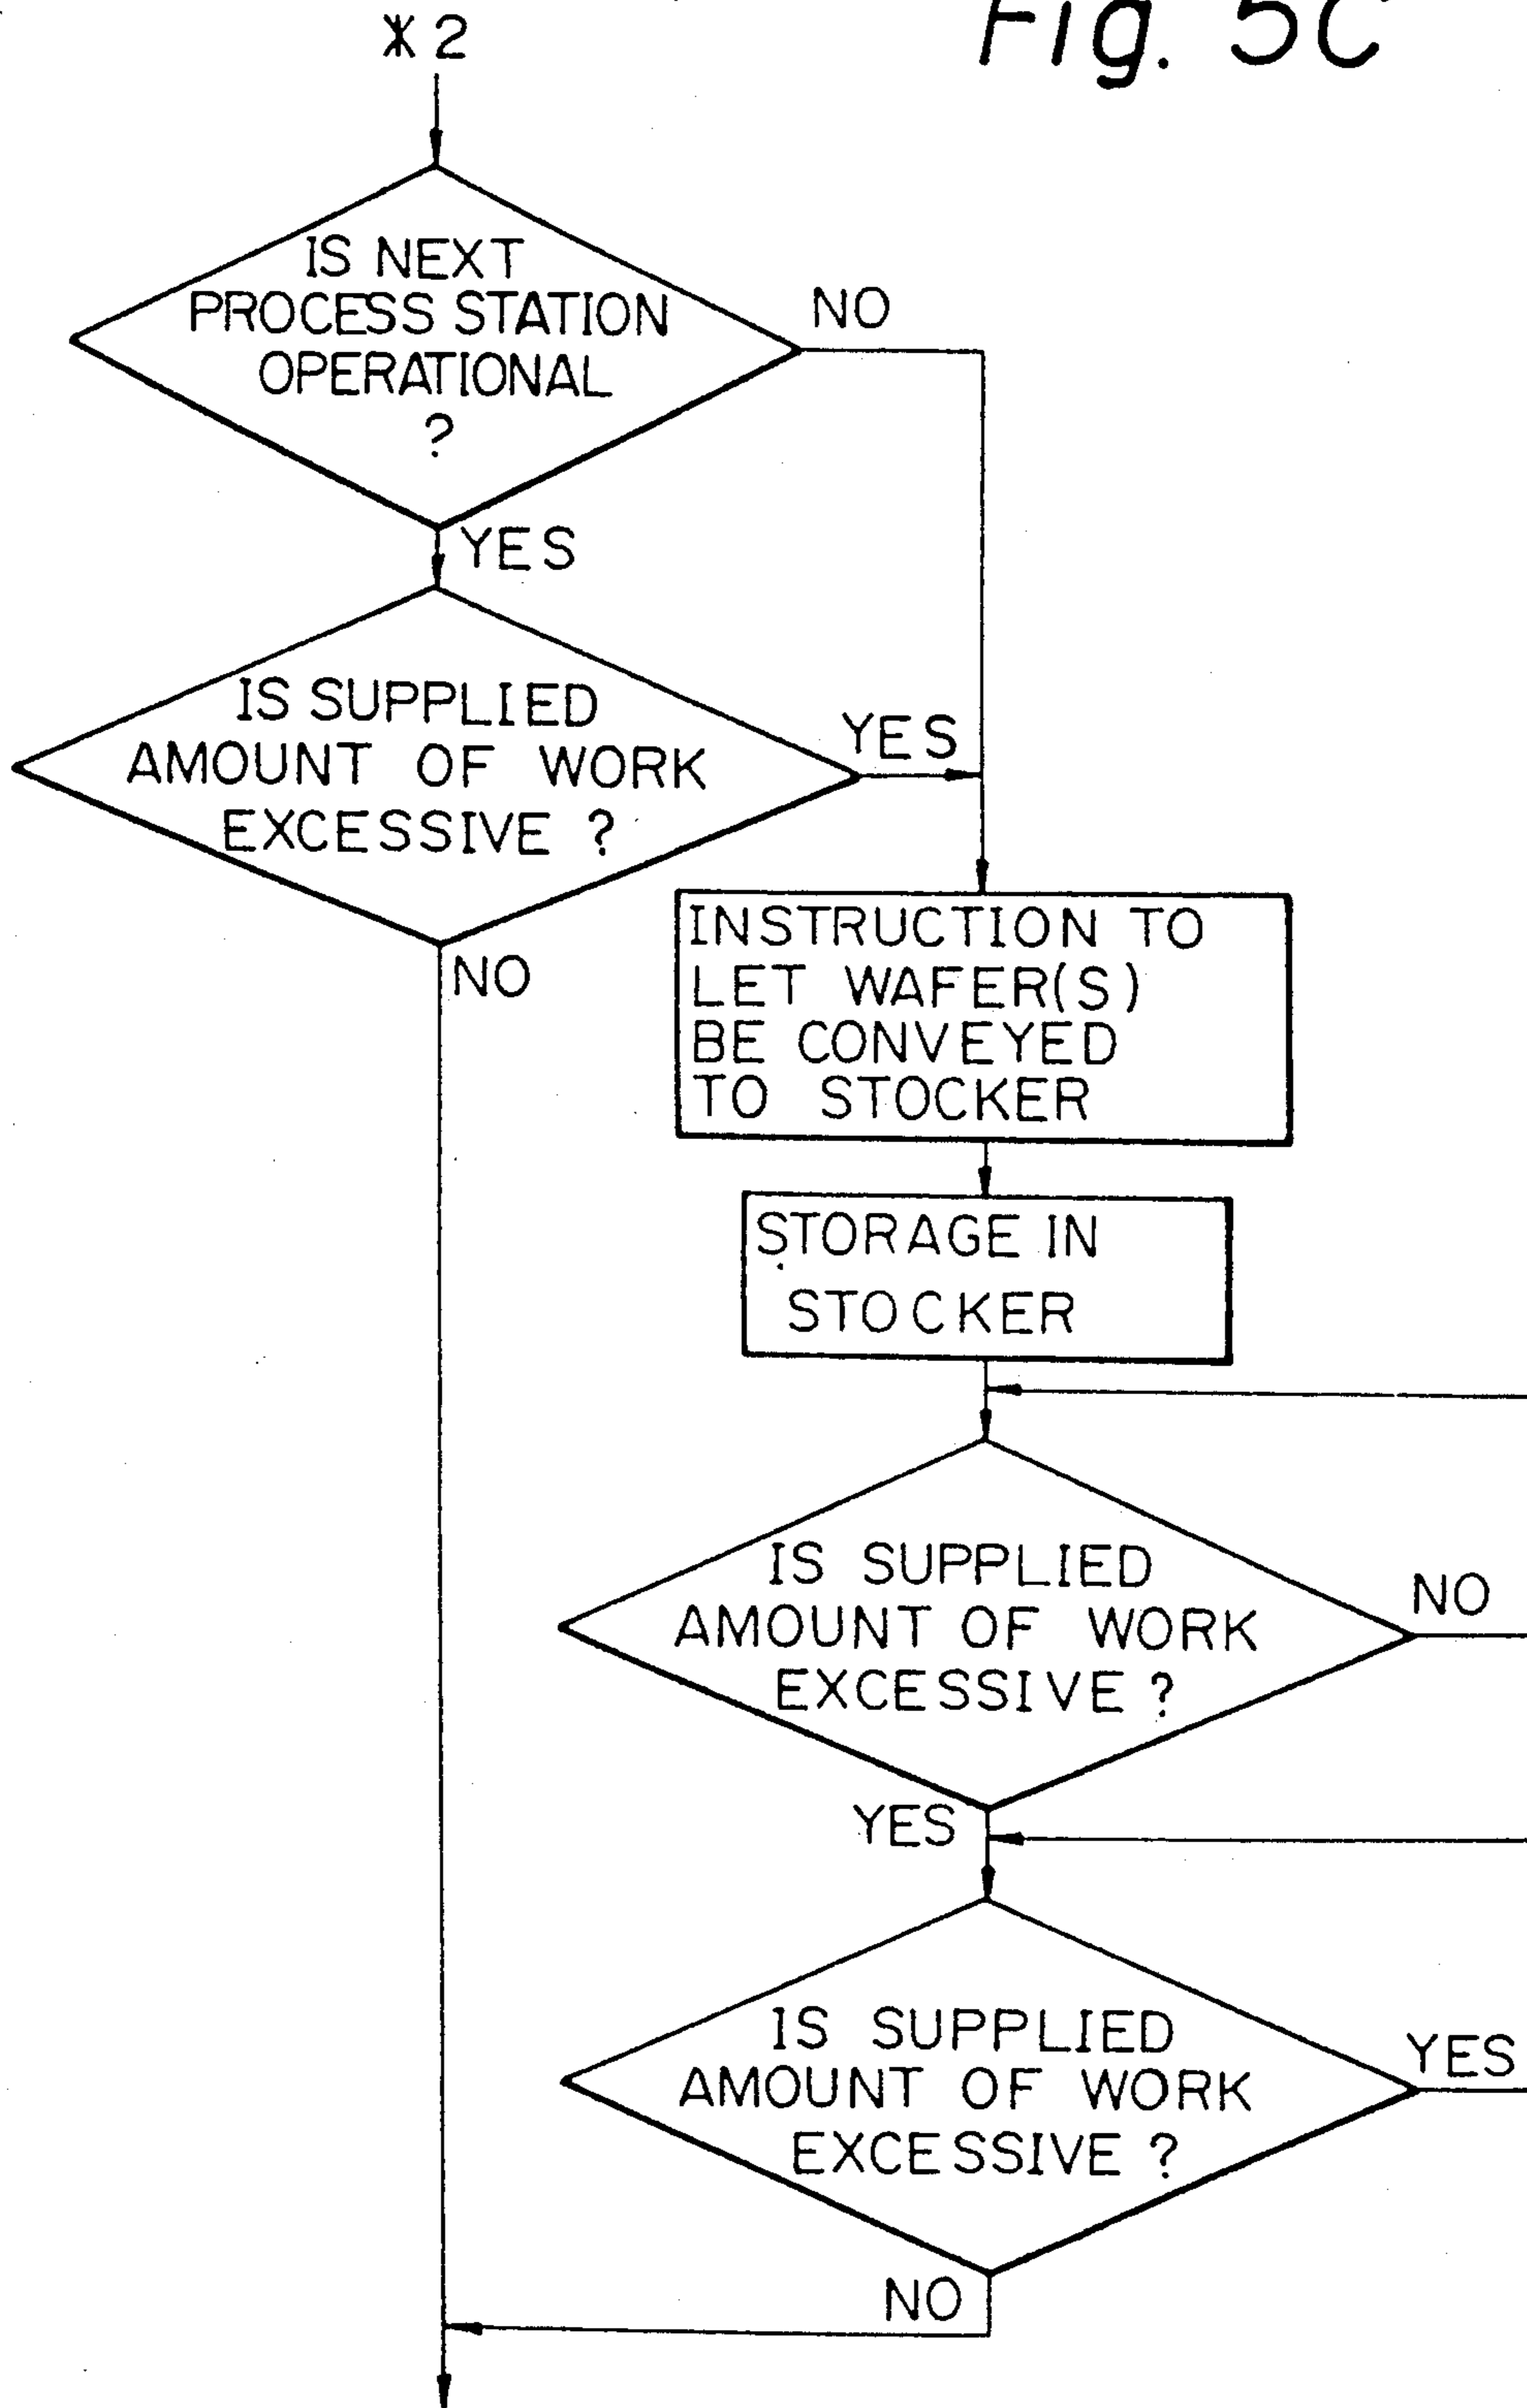 Fig. 5C
*2
IS NEXT
PROCESS STATION
OPERATIONAL
?
NO
YES
IS SUPPLIED
AMOUNT OF WORK
EXCESSIVE ?
YES
NO
INSTRUCTION TO
LET WAFER(S)
BE CONVEYED
TO STOCKER
STORAGE IN
STOCKER
IS SUPPLIED
AMOUNT OF WORK
EXCESSIVE ?
NO
YES
IS SUPPLIED
AMOUNT OF WORK
EXCESSIVE ?
YES
NO